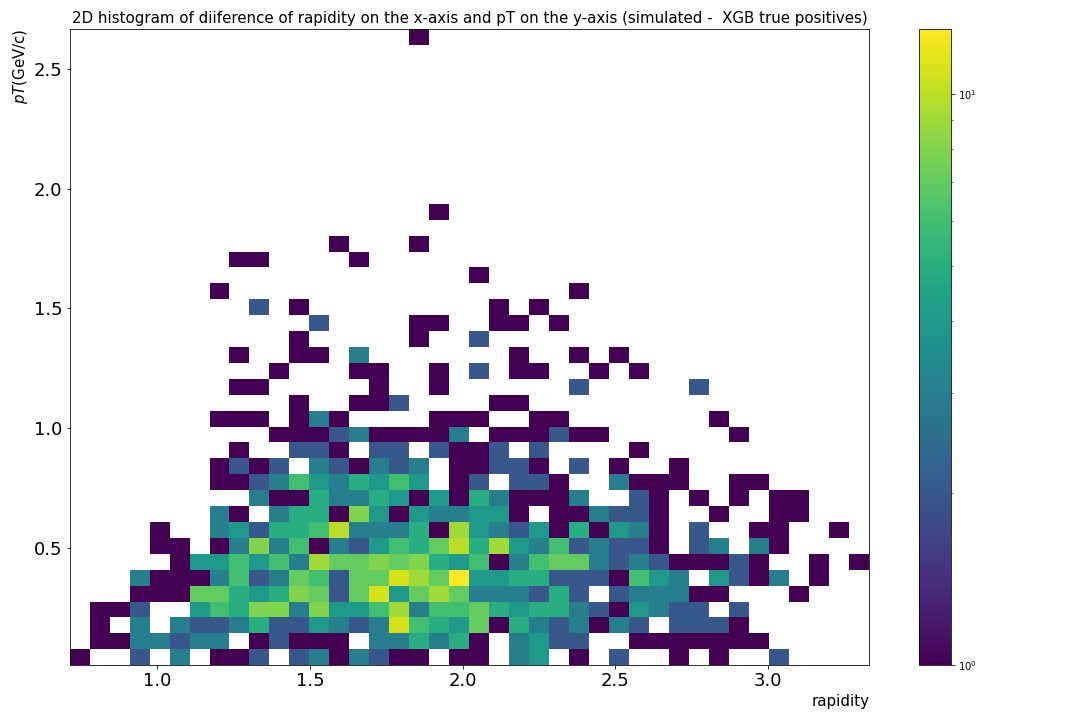 2D histogram of diiference of rapidity on the x-axis and pT on the y-axis (simulated -  XGB true positives)
pT(GeV/c)
2.5
2.0
1.5
1.0
0.5
1.0 1.5 2.0 2.5 3.0
rapidity
10¹
10⁰